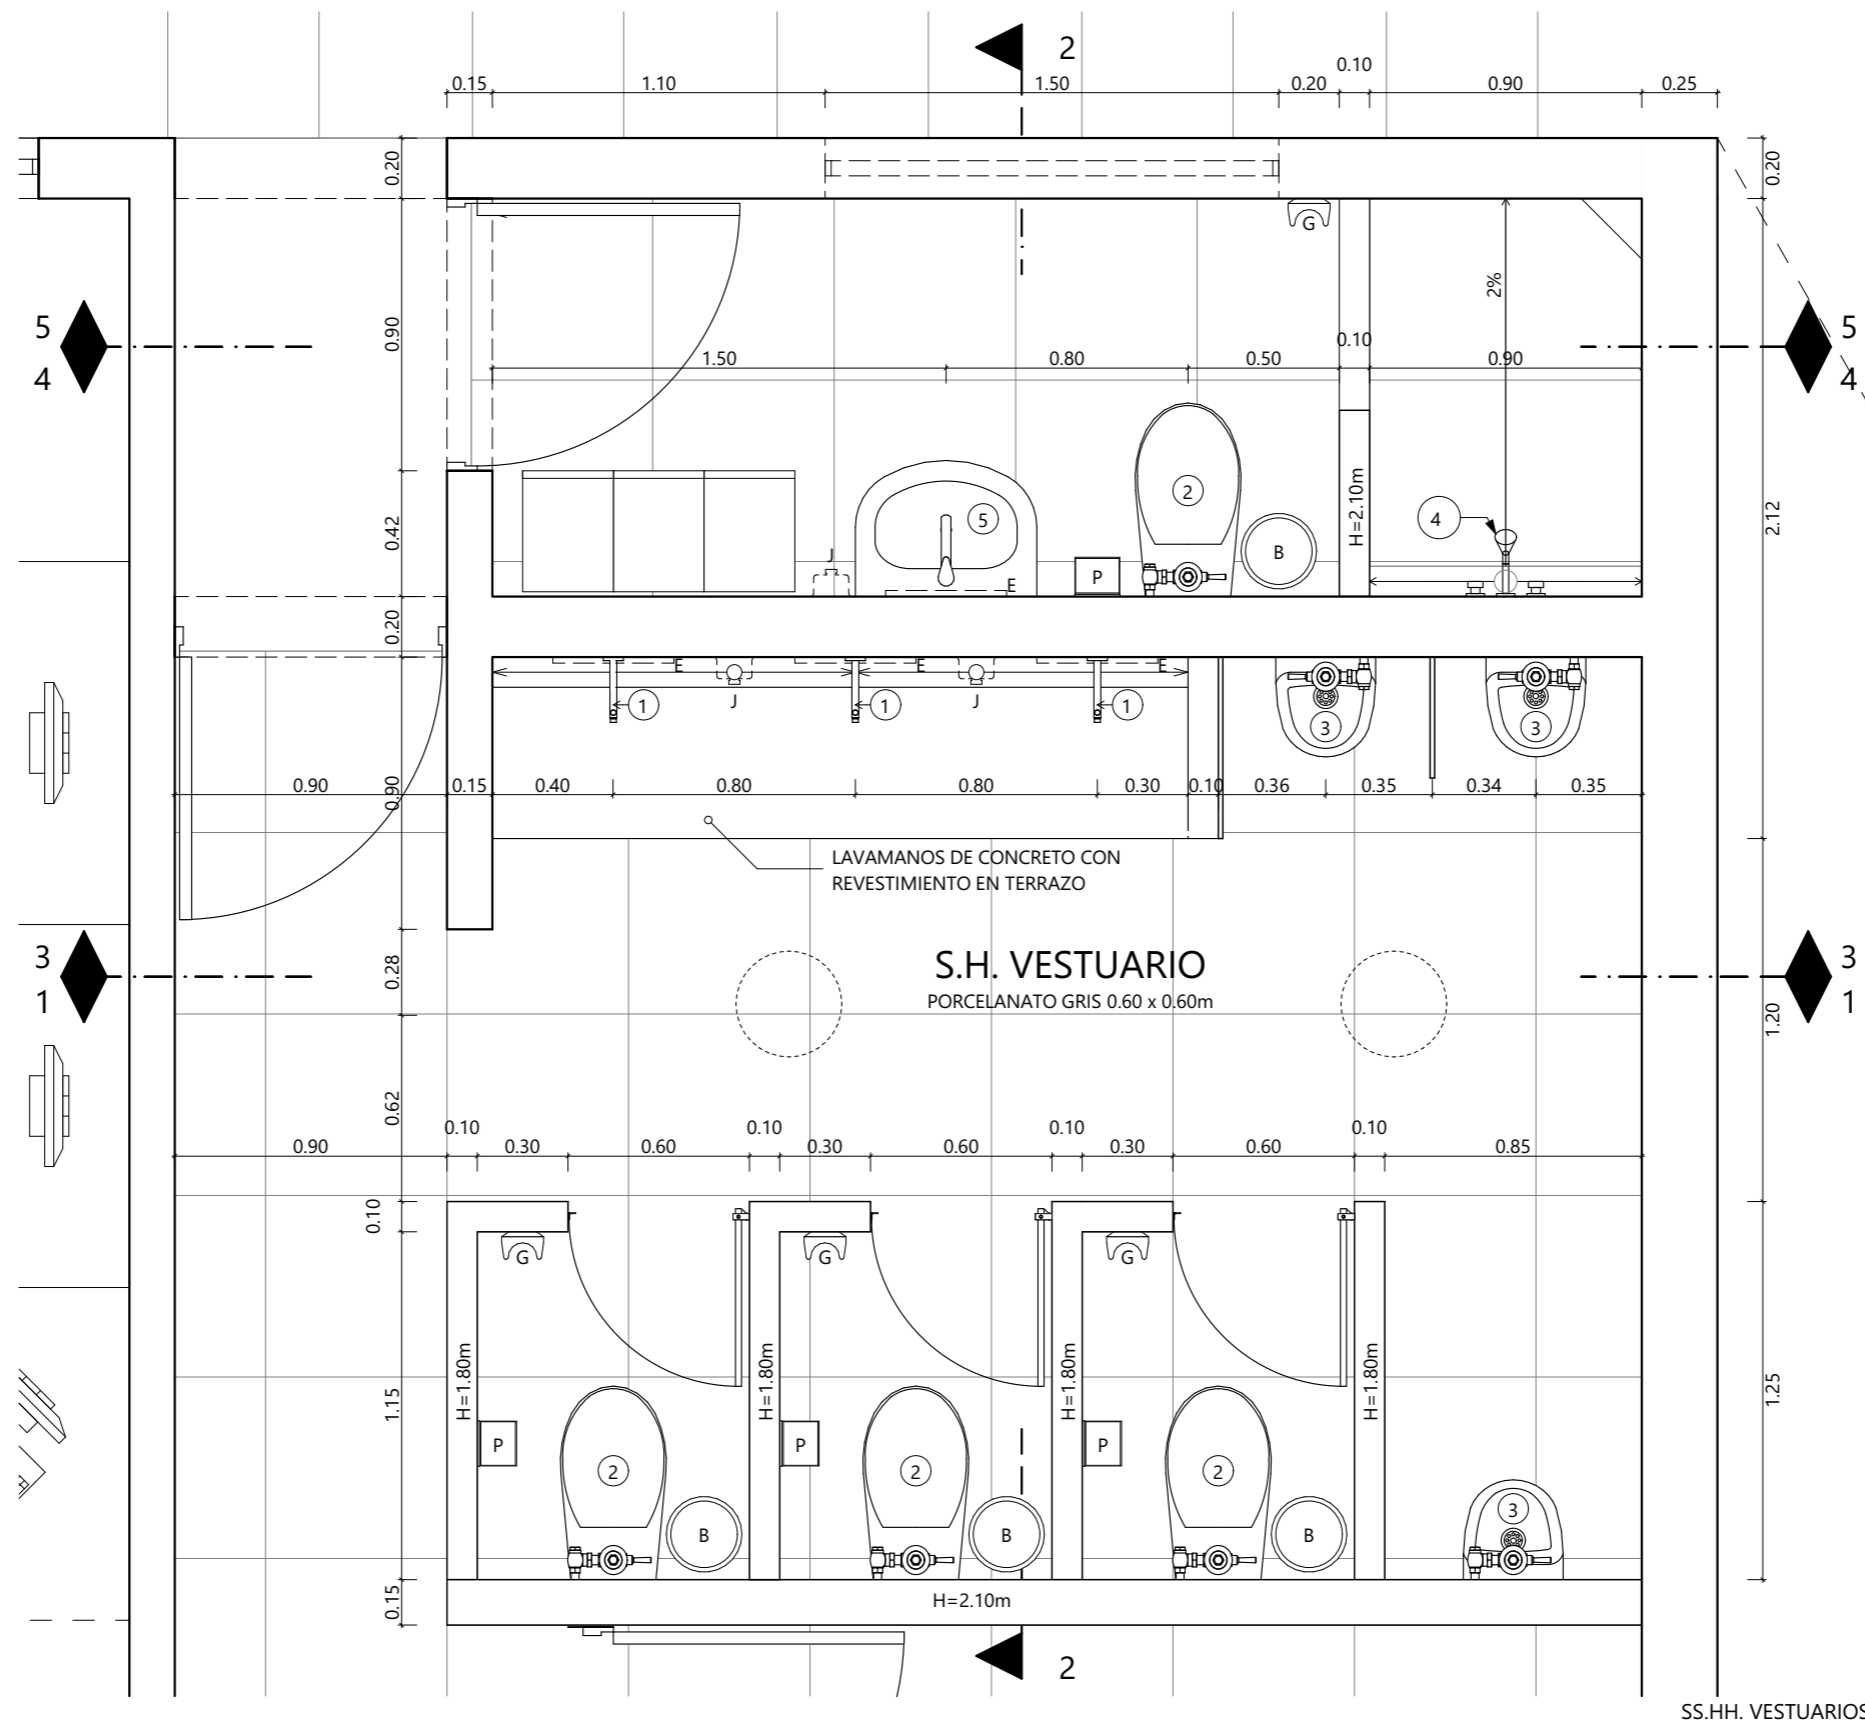 2
0.15 1.10 1.50 0.20 0.10 0.90 0.25
0.20
0.20
G
2%
5
4
5
4
0.90
1.50 0.80 0.50 0.10 0.90
2.12
0.42
J
5
E
P
2
B
H=2.10m
4
0.20
E E E
J J
1 1 1
3 3
0.90 0.90 0.15 0.40 0.80 0.80 0.30 0.10 0.36 0.35 0.34 0.35
LAVAMANOS DE CONCRETO CON
REVESTIMIENTO EN TERRAZO
S.H. VESTUARIO
PORCELANATO GRIS 0.60 x 0.60m
3
1
3
1
0.28
1.20
0.62
0.90 0.10 0.30 0.60 0.10 0.30 0.60 0.10 0.30 0.60 0.10 0.85
0.10
G G G
H=1.80m H=1.80m H=1.80m H=1.80m
1.15
1.25
P P P
2 2 2
B B B
3
0.15
H=2.10m
2
SS.HH. VESTUARIOS